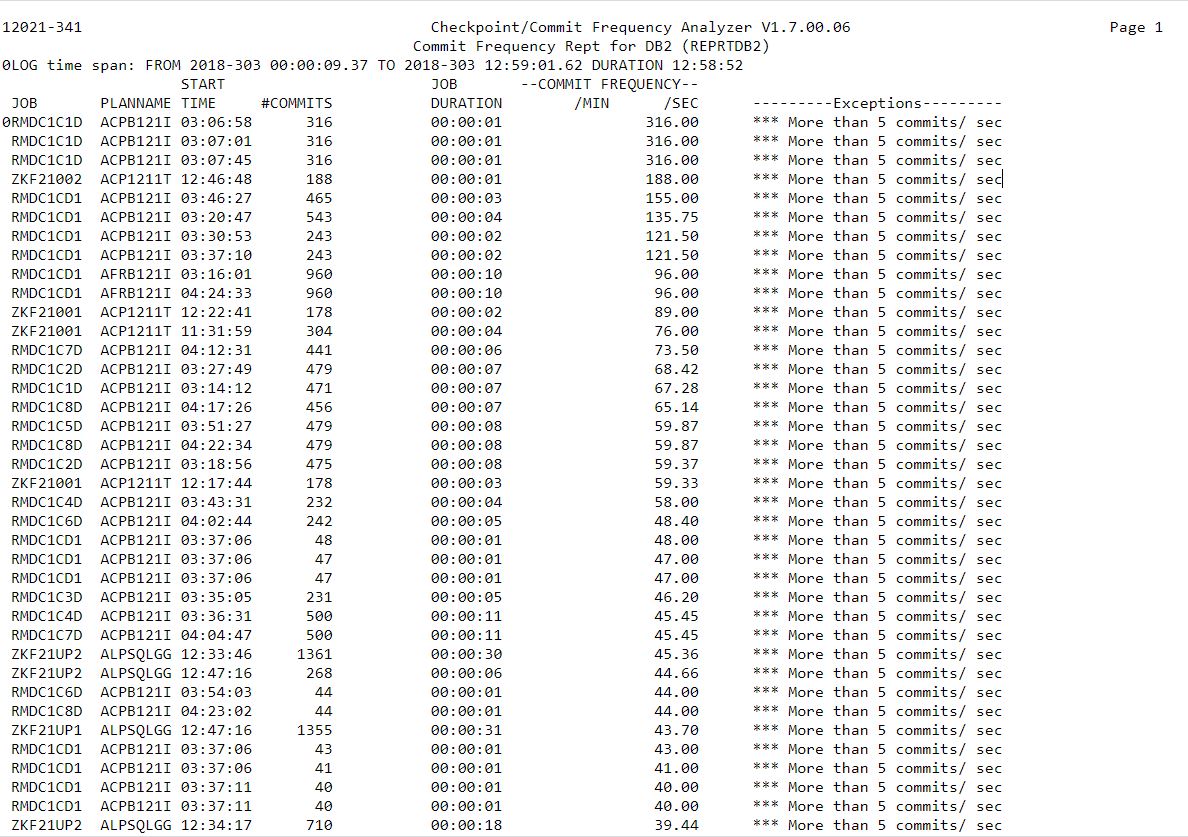 12021-341 Checkpoint/Commit Frequency Analyzer V1.7.00.06 Page 1
Commit Frequency Rept for DB2 (REPRTDB2)
0LOG time span: FROM 2018-303 00:00:09.37 TO 2018-303 12:59:01.62 DURATION 12:58:52
START JOB --COMMIT FREQUENCY--
JOB PLANNAME TIME #COMMITS DURATION /MIN /SEC ---------Exceptions---------
0RMDC1C1D ACPB121I 03:06:58 316 00:00:01 316.00 *** More than 5 commits/ sec
RMDC1C1D ACPB121I 03:07:01 316 00:00:01 316.00 *** More than 5 commits/ sec
RMDC1C1D ACPB121I 03:07:45 316 00:00:01 316.00 *** More than 5 commits/ sec
ZKF21002 ACP1211T 12:46:48 188 00:00:01 188.00 *** More than 5 commits/ sec
RMDC1CD1 ACPB121I 03:46:27 465 00:00:03 155.00 *** More than 5 commits/ sec
RMDC1CD1 ACPB121I 03:20:47 543 00:00:04 135.75 *** More than 5 commits/ sec
RMDC1CD1 ACPB121I 03:30:53 243 00:00:02 121.50 *** More than 5 commits/ sec
RMDC1CD1 ACPB121I 03:37:10 243 00:00:02 121.50 *** More than 5 commits/ sec
RMDC1CD1 AFRB121I 03:16:01 960 00:00:10 96.00 *** More than 5 commits/ sec
RMDC1CD1 AFRB121I 04:24:33 960 00:00:10 96.00 *** More than 5 commits/ sec
ZKF21001 ACP1211T 12:22:41 178 00:00:02 89.00 *** More than 5 commits/ sec
ZKF21001 ACP1211T 11:31:59 304 00:00:04 76.00 *** More than 5 commits/ sec
RMDC1C7D ACPB121I 04:12:31 441 00:00:06 73.50 *** More than 5 commits/ sec
RMDC1C2D ACPB121I 03:27:49 479 00:00:07 68.42 *** More than 5 commits/ sec
RMDC1C1D ACPB121I 03:14:12 471 00:00:07 67.28 *** More than 5 commits/ sec
RMDC1C8D ACPB121I 04:17:26 456 00:00:07 65.14 *** More than 5 commits/ sec
RMDC1C5D ACPB121I 03:51:27 479 00:00:08 59.87 *** More than 5 commits/ sec
RMDC1C8D ACPB121I 04:22:34 479 00:00:08 59.87 *** More than 5 commits/ sec
RMDC1C2D ACPB121I 03:18:56 475 00:00:08 59.37 *** More than 5 commits/ sec
ZKF21001 ACP1211T 12:17:44 178 00:00:03 59.33 *** More than 5 commits/ sec
RMDC1C4D ACPB121I 03:43:31 232 00:00:04 58.00 *** More than 5 commits/ sec
RMDC1C6D ACPB121I 04:02:44 242 00:00:05 48.40 *** More than 5 commits/ sec
RMDC1CD1 ACPB121I 03:37:06 48 00:00:01 48.00 *** More than 5 commits/ sec
RMDC1CD1 ACPB121I 03:37:06 47 00:00:01 47.00 *** More than 5 commits/ sec
RMDC1CD1 ACPB121I 03:37:06 47 00:00:01 47.00 *** More than 5 commits/ sec
RMDC1C3D ACPB121I 03:35:05 231 00:00:05 46.20 *** More than 5 commits/ sec
RMDC1C4D ACPB121I 03:36:31 500 00:00:11 45.45 *** More than 5 commits/ sec
RMDC1C7D ACPB121I 04:04:47 500 00:00:11 45.45 *** More than 5 commits/ sec
ZKF21UP2 ALPSQLGG 12:33:46 1361 00:00:30 45.36 *** More than 5 commits/ sec
ZKF21UP2 ALPSQLGG 12:47:16 268 00:00:06 44.66 *** More than 5 commits/ sec
RMDC1C6D ACPB121I 03:54:03 44 00:00:01 44.00 *** More than 5 commits/ sec
RMDC1C8D ACPB121I 04:23:02 44 00:00:01 44.00 *** More than 5 commits/ sec
ZKF21UP1 ALPSQLGG 12:47:16 1355 00:00:31 43.70 *** More than 5 commits/ sec
RMDC1CD1 ACPB121I 03:37:06 43 00:00:01 43.00 *** More than 5 commits/ sec
RMDC1CD1 ACPB121I 03:37:06 41 00:00:01 41.00 *** More than 5 commits/ sec
RMDC1CD1 ACPB121I 03:37:11 40 00:00:01 40.00 *** More than 5 commits/ sec
RMDC1CD1 ACPB121I 03:37:11 40 00:00:01 40.00 *** More than 5 commits/ sec
ZKF21UP2 ALPSQLGG 12:34:17 710 00:00:18 39.44 *** More than 5 commits/ sec